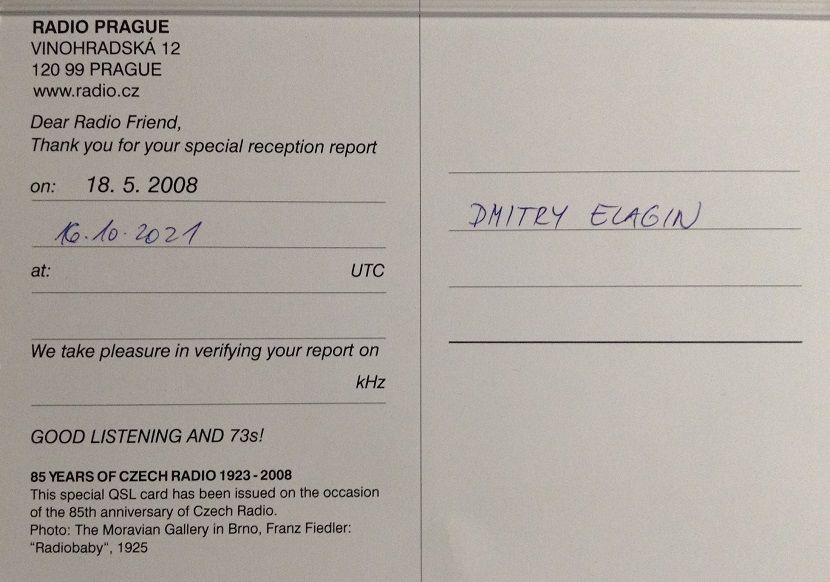 RADIO PRAGUE
VINOHRADSKÁ 12
120 99 PRAGUE
www.radio.cz
Dear Radio Friend,
Thank you for your special reception report
on: 18. 5. 2008
16.10.2021
at: UTC
We take pleasure in verifying your report on
kHz
GOOD LISTENING AND 73s!
85 YEARS OF CZECH RADIO 1923 - 2008
This special QSL card has been issued on the occasion
of the 85th anniversary of Czech Radio.
Photo: The Moravian Gallery in Brno, Franz Fiedler:
"Radiobaby", 1925
DMITRY ELAGIN